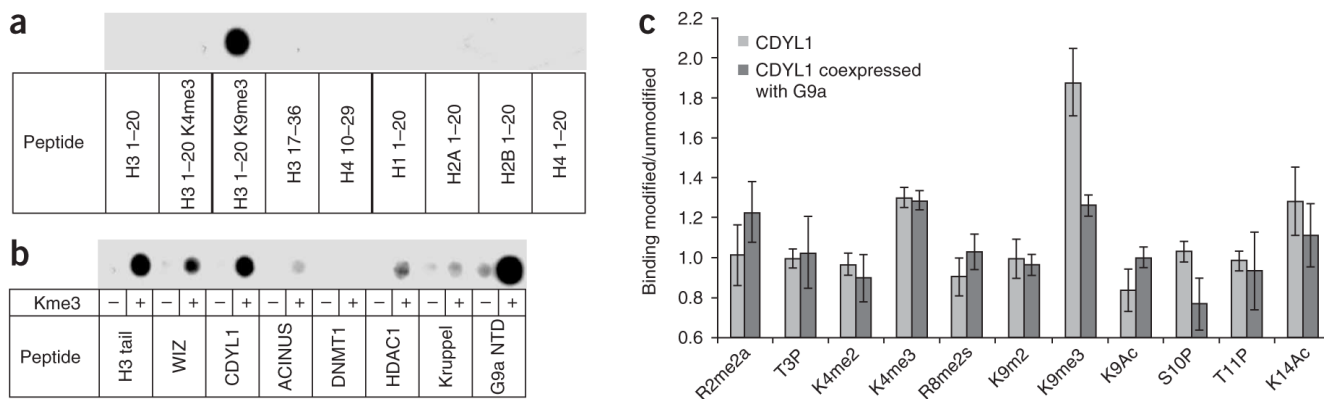 a
Peptide
H3 1–20
H3 1–20 K4me3
H3 1–20 K9me3
H3 17–36
H4 10–29
H1 1–20
H2A 1–20
H2B 1–20
H4 1–20
b
Kme3 – + – + – + – + – + – + – + – +
Peptide
H3 tail
WIZ
CDYL1
ACINUS
DNMT1
HDAC1
Kruppel
G9a NTD
c
Binding modified/unmodified
2.2
2.0
1.8
1.6
1.4
1.2
1.0
0.8
0.6
CDYL1
CDYL1 coexpressed
with G9a
R2me2a
T3P
K4me2
K4me3
R8me2s
K9m2
K9me3
K9Ac
S10P
T11P
K14Ac